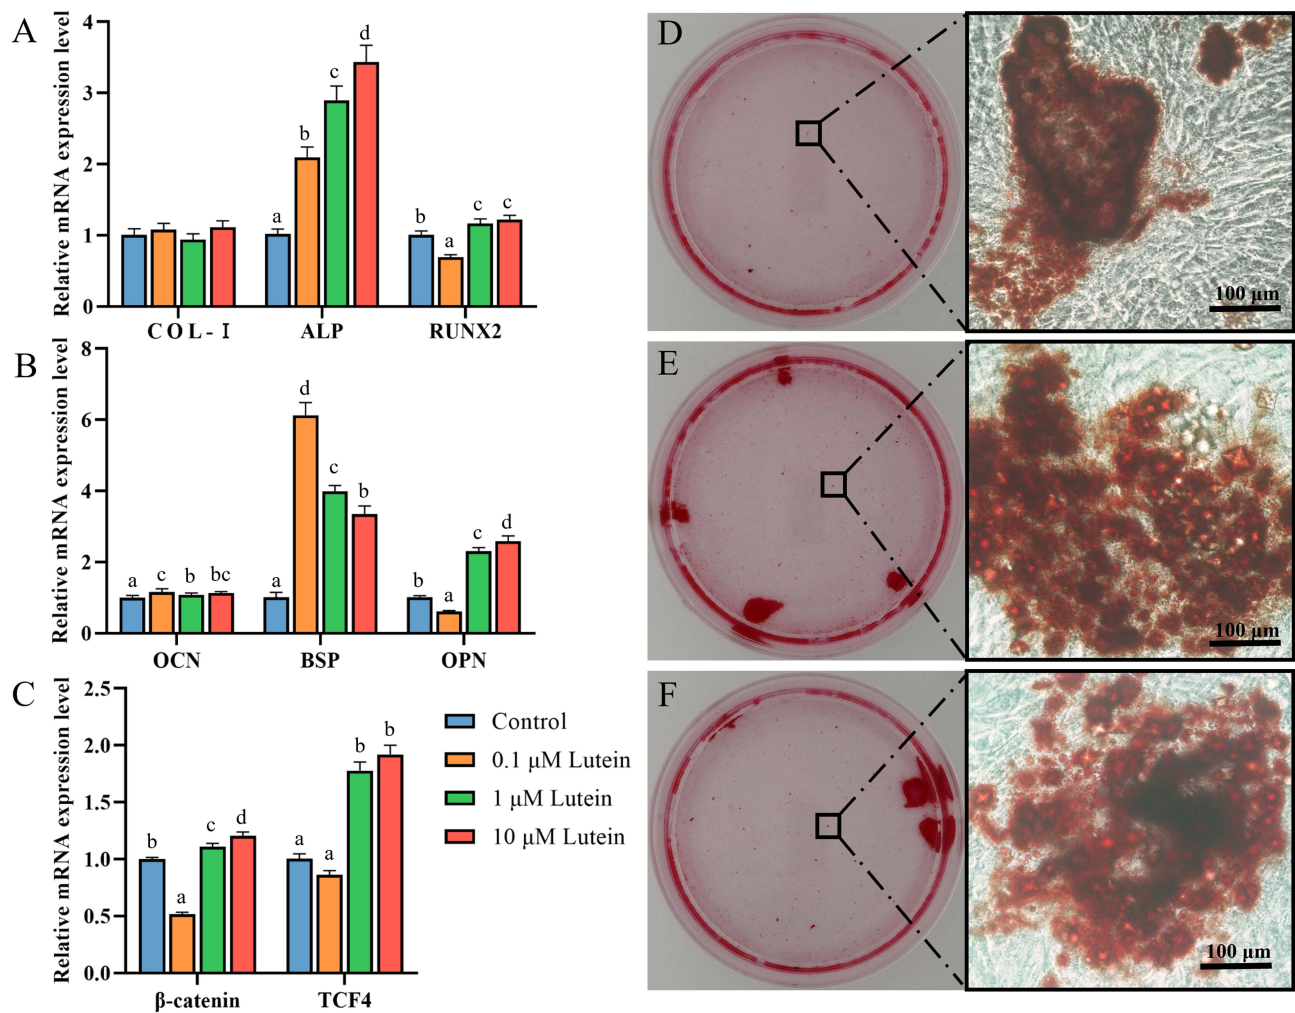 A
Relative mRNA expression level
4
3
2
1
0
a
b
c
d
b
a
c
c
COL-I
ALP
RUNX2
B
Relative mRNA expression level
8
6
4
2
0
a
c
b
bc
a
d
c
b
b
a
c
d
OCN
BSP
OPN
C
Relative mRNA expression level
2.5
2.0
1.5
1.0
0.5
0.0
b
a
c
d
a
a
b
b
β-catenin
TCF4
Control
0.1 μM Lutein
1 μM Lutein
10 μM Lutein
D
100 μm
E
100 μm
F
100 μm